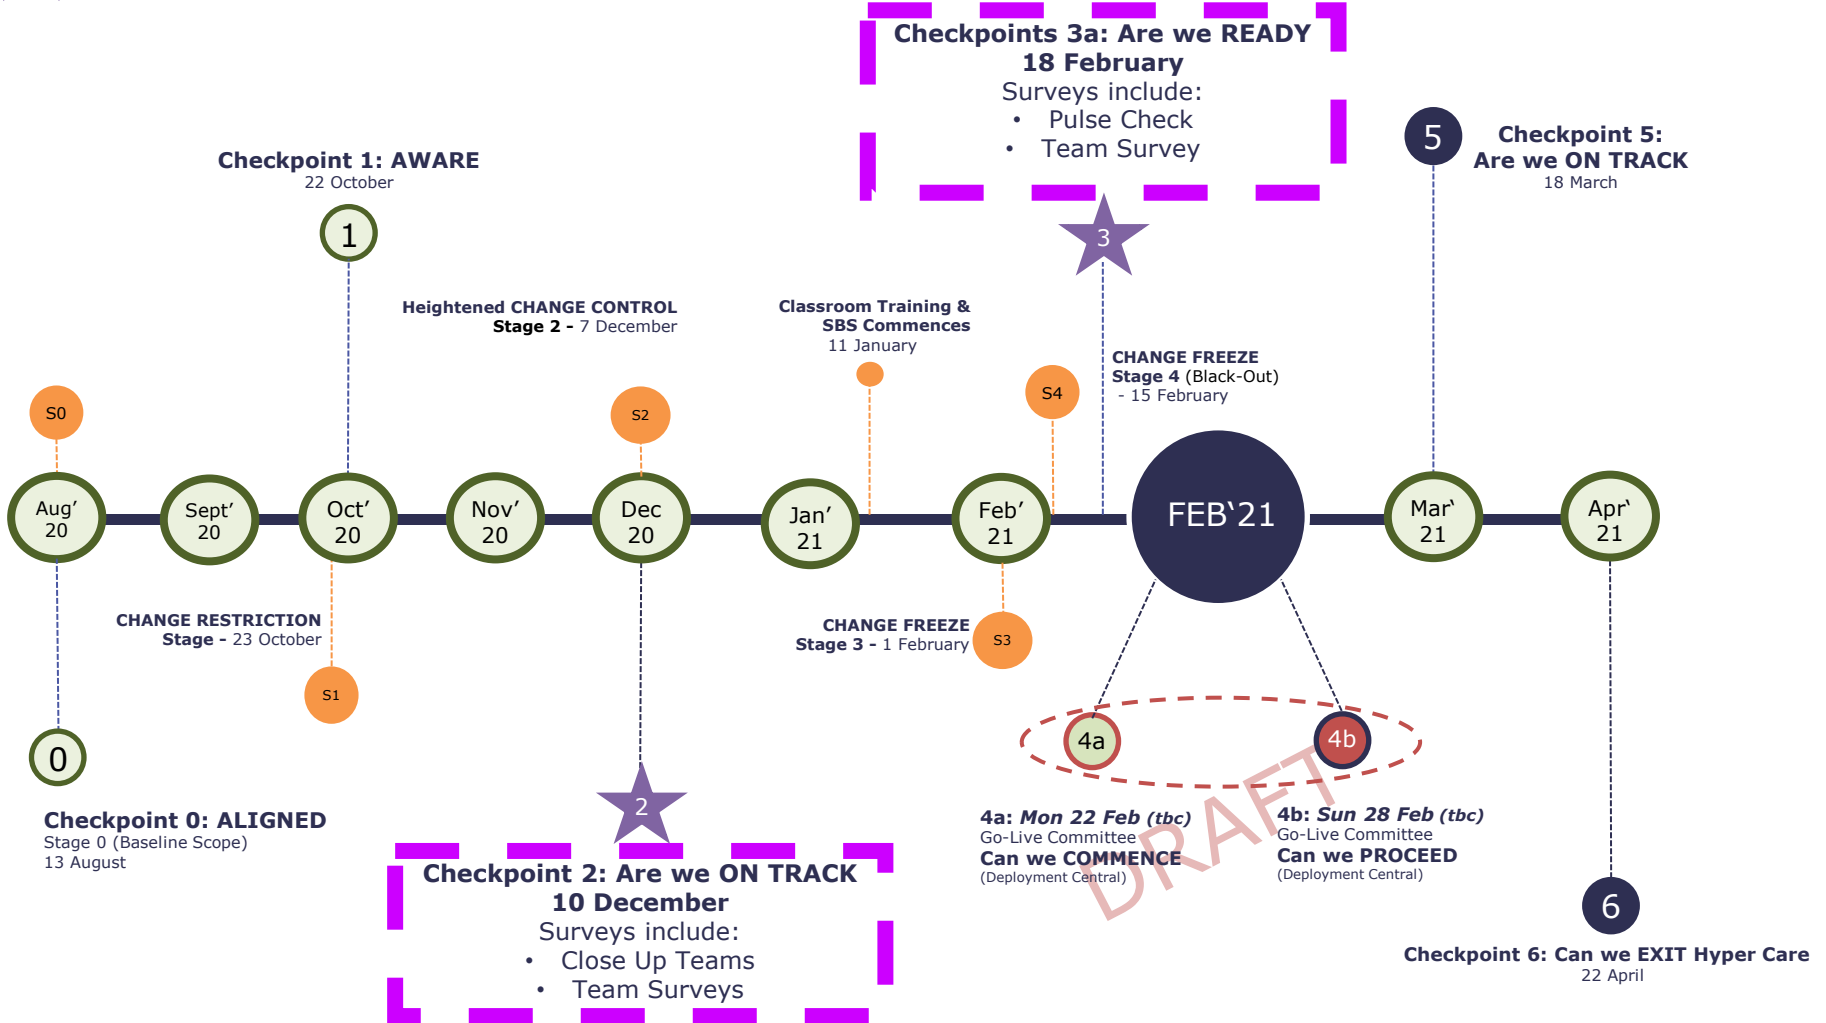 Checkpoints 3a: Are we READY
18 February
Surveys include:
• Pulse Check
• Team Survey
5
Checkpoint 5:
Are we ON TRACK
18 March
Checkpoint 1: AWARE
22 October
1
3
Heightened CHANGE CONTROL
Stage 2 - 7 December
Classroom Training &
SBS Commences
11 January
CHANGE FREEZE
Stage 4 (Black-Out)
- 15 February
S0
S2
S4
Aug’
20
Sept’
20
Oct’
20
Nov’
20
Dec
20
Jan’
21
Feb’
21
FEB‘21
Mar‘
21
Apr‘
21
CHANGE RESTRICTION
Stage - 23 October
S1
CHANGE FREEZE
Stage 3 - 1 February
S3
0
Checkpoint 0: ALIGNED
Stage 0 (Baseline Scope)
13 August
2
Checkpoint 2: Are we ON TRACK
10 December
Surveys include:
• Close Up Teams
• Team Surveys
4a
4b
4a: Mon 22 Feb (tbc)
Go-Live Committee
Can we COMMENCE
(Deployment Central)
4b: Sun 28 Feb (tbc)
Go-Live Committee
Can we PROCEED
(Deployment Central)
DRAFT
6
Checkpoint 6: Can we EXIT Hyper Care
22 April